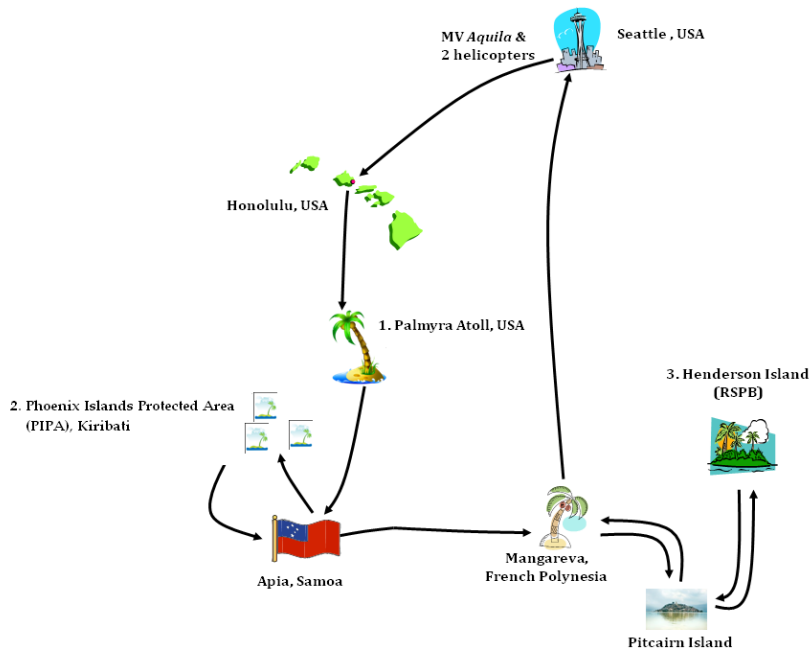 MV Aquila &
2 helicopters
Seattle , USA
Honolulu, USA
1. Palmyra Atoll, USA
2. Phoenix Islands Protected Area
(PIPA), Kiribati
3. Henderson Island
(RSPB)
Apia, Samoa
Mangareva,
French Polynesia
Pitcairn Island